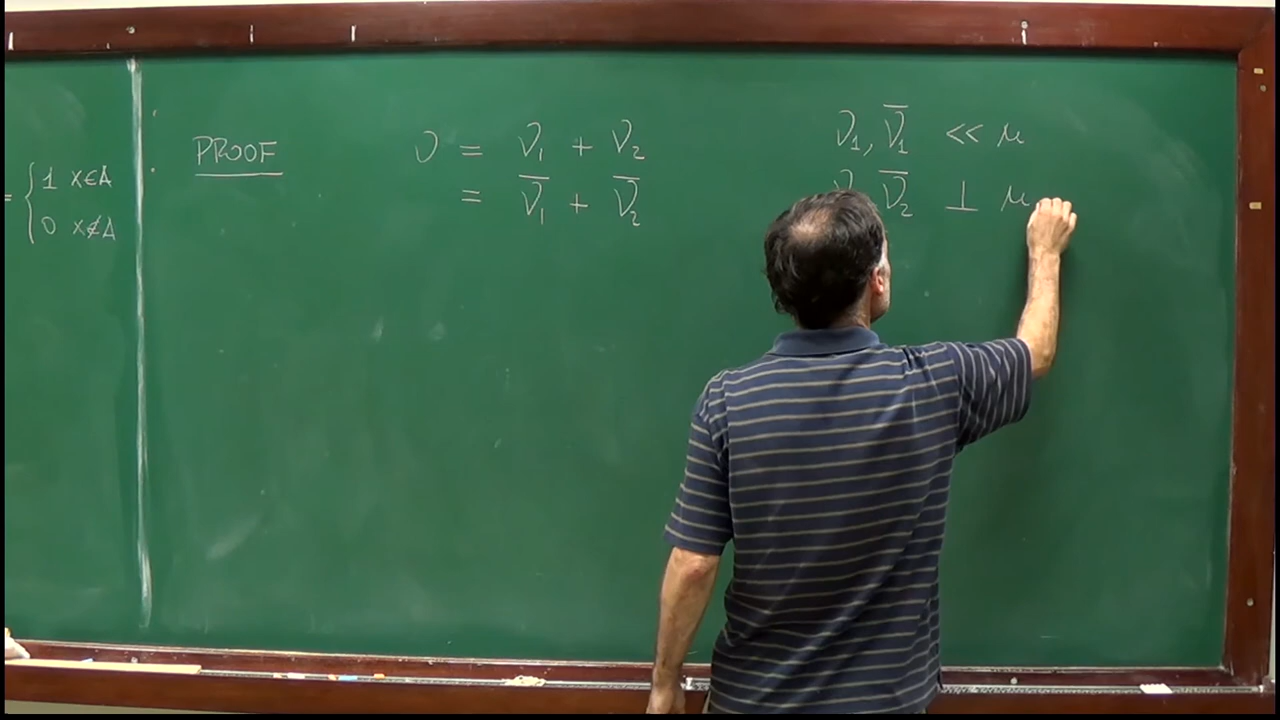 = { 1 x∈A
0 x∉A
PROOF
ν = ν₁ + ν₂
= ν̅₁ + ν̅₂
ν₁, ν̅₁ << μ
ν̅₂ ⊥ μ